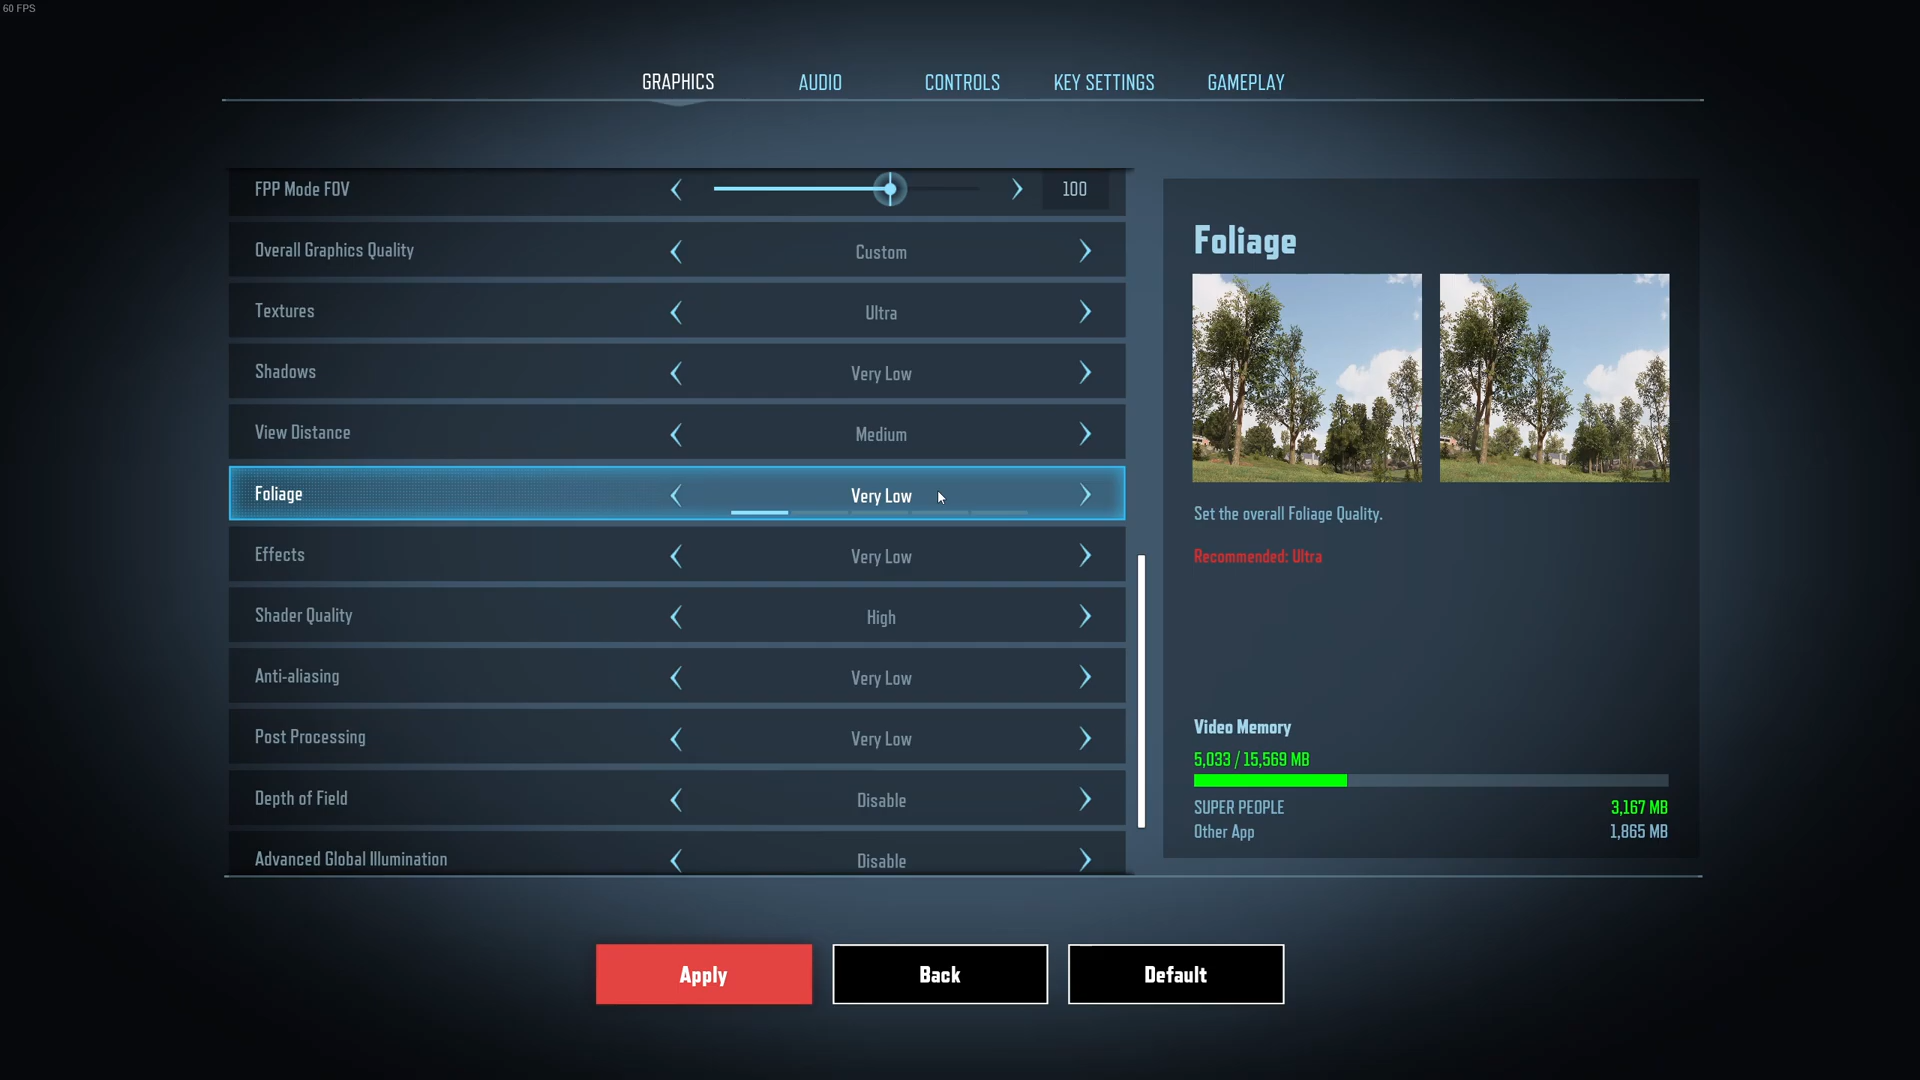 60 FPS
GRAPHICS
AUDIO
CONTROLS
KEY SETTINGS
GAMEPLAY
FPP Mode FOV
100
Overall Graphics Quality
Custom
Textures
Ultra
Shadows
Very Low
View Distance
Medium
Foliage
Very Low
Effects
Very Low
Shader Quality
High
Anti-aliasing
Very Low
Post Processing
Very Low
Depth of Field
Disable
Advanced Global Illumination
Disable
Foliage
Set the overall Foliage Quality.
Recommended: Ultra
Video Memory
5,033 / 15,569 MB
SUPER PEOPLE 3,167 MB
Other App 1,865 MB
Apply
Back
Default